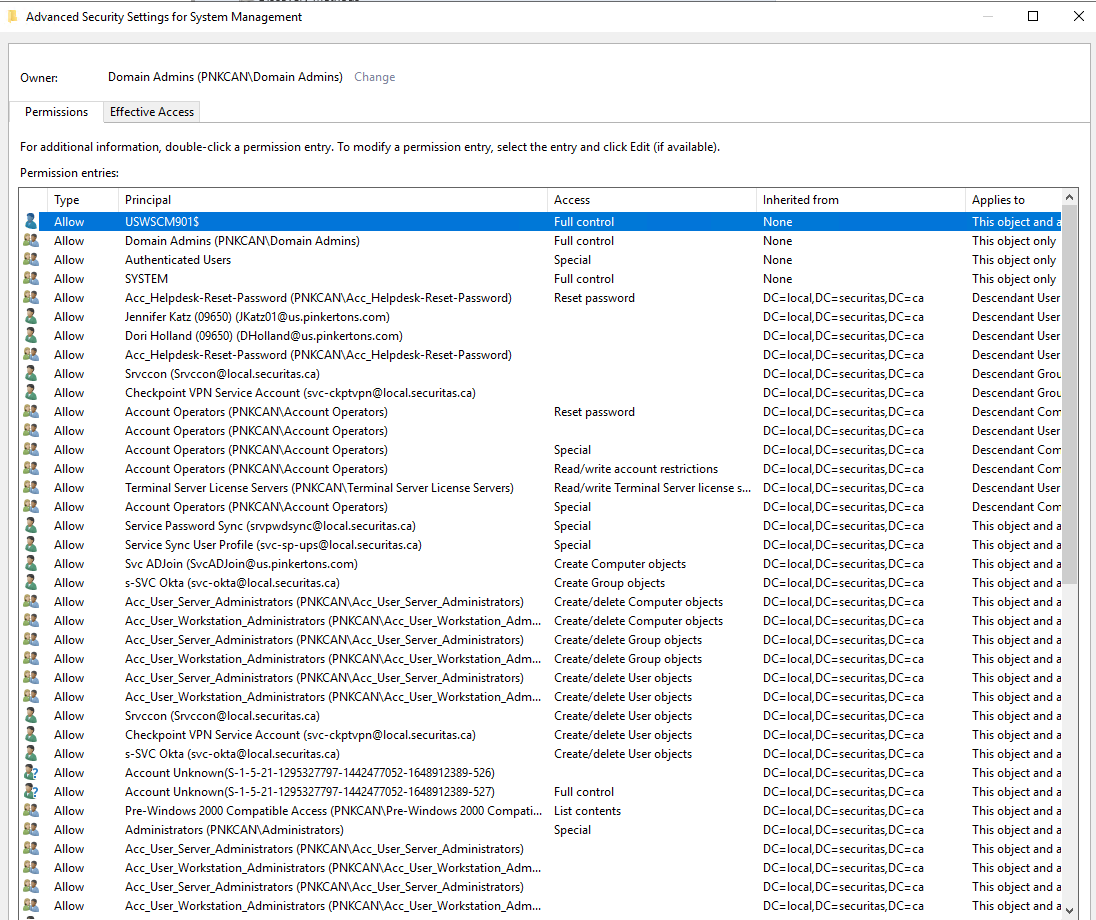 Advanced Security Settings for System Management
Owner: Domain Admins (PNKCAN\Domain Admins) Change
Permissions Effective Access
For additional information, double-click a permission entry. To modify a permission entry, select the entry and click Edit (if available).
Permission entries:
Type Principal Access Inherited from Applies to
Allow USWSCM901$ Full control None This object and a
Allow Domain Admins (PNKCAN\Domain Admins) Full control None This object only
Allow Authenticated Users Special None This object only
Allow SYSTEM Full control None This object only
Allow Acc_Helpdesk-Reset-Password (PNKCAN\Acc_Helpdesk-Reset-Password) Reset password DC=local,DC=securitas,DC=ca Descendant User
Allow Jennifer Katz (09650) (JKatz01@us.pinkertons.com) DC=local,DC=securitas,DC=ca Descendant User
Allow Dori Holland (09650) (DHolland@us.pinkertons.com) DC=local,DC=securitas,DC=ca Descendant User
Allow Acc_Helpdesk-Reset-Password (PNKCAN\Acc_Helpdesk-Reset-Password) DC=local,DC=securitas,DC=ca Descendant User
Allow Srvccon (Srvccon@local.securitas.ca) DC=local,DC=securitas,DC=ca Descendant Grou
Allow Checkpoint VPN Service Account (svc-ckptvpn@local.securitas.ca) DC=local,DC=securitas,DC=ca Descendant Grou
Allow Account Operators (PNKCAN\Account Operators) Reset password DC=local,DC=securitas,DC=ca Descendant Com
Allow Account Operators (PNKCAN\Account Operators) DC=local,DC=securitas,DC=ca Descendant User
Allow Account Operators (PNKCAN\Account Operators) Special DC=local,DC=securitas,DC=ca Descendant Com
Allow Account Operators (PNKCAN\Account Operators) Read/write account restrictions DC=local,DC=securitas,DC=ca Descendant Com
Allow Terminal Server License Servers (PNKCAN\Terminal Server License Servers) Read/write Terminal Server license s... DC=local,DC=securitas,DC=ca Descendant User
Allow Account Operators (PNKCAN\Account Operators) Special DC=local,DC=securitas,DC=ca Descendant Com
Allow Service Password Sync (srvpwdsync@local.securitas.ca) Special DC=local,DC=securitas,DC=ca This object and a
Allow Service Sync User Profile (svc-sp-ups@local.securitas.ca) Special DC=local,DC=securitas,DC=ca This object and a
Allow Svc ADJoin (SvcADJoin@us.pinkertons.com) Create Computer objects DC=local,DC=securitas,DC=ca This object and a
Allow s-SVC Okta (svc-okta@local.securitas.ca) Create Group objects DC=local,DC=securitas,DC=ca This object and a
Allow Acc_User_Server_Administrators (PNKCAN\Acc_User_Server_Administrators) Create/delete Computer objects DC=local,DC=securitas,DC=ca This object and a
Allow Acc_User_Workstation_Administrators (PNKCAN\Acc_User_Workstation_Adm... Create/delete Computer objects DC=local,DC=securitas,DC=ca This object and a
Allow Acc_User_Server_Administrators (PNKCAN\Acc_User_Server_Administrators) Create/delete Group objects DC=local,DC=securitas,DC=ca This object and a
Allow Acc_User_Workstation_Administrators (PNKCAN\Acc_User_Workstation_Adm... Create/delete Group objects DC=local,DC=securitas,DC=ca This object and a
Allow Acc_User_Server_Administrators (PNKCAN\Acc_User_Server_Administrators) Create/delete User objects DC=local,DC=securitas,DC=ca This object and a
Allow Acc_User_Workstation_Administrators (PNKCAN\Acc_User_Workstation_Adm... Create/delete User objects DC=local,DC=securitas,DC=ca This object and a
Allow Srvccon (Srvccon@local.securitas.ca) Create/delete User objects DC=local,DC=securitas,DC=ca This object and a
Allow Checkpoint VPN Service Account (svc-ckptvpn@local.securitas.ca) Create/delete User objects DC=local,DC=securitas,DC=ca This object and a
Allow s-SVC Okta (svc-okta@local.securitas.ca) Create/delete User objects DC=local,DC=securitas,DC=ca This object and a
Allow Account Unknown(S-1-5-21-1295327797-1442477052-1648912389-526) DC=local,DC=securitas,DC=ca This object and a
Allow Account Unknown(S-1-5-21-1295327797-1442477052-1648912389-527) Full control DC=local,DC=securitas,DC=ca This object and a
Allow Pre-Windows 2000 Compatible Access (PNKCAN\Pre-Windows 2000 Compati... List contents DC=local,DC=securitas,DC=ca This object and a
Allow Administrators (PNKCAN\Administrators) Special DC=local,DC=securitas,DC=ca This object and a
Allow Acc_User_Server_Administrators (PNKCAN\Acc_User_Server_Administrators) DC=local,DC=securitas,DC=ca This object and a
Allow Acc_User_Workstation_Administrators (PNKCAN\Acc_User_Workstation_Adm... DC=local,DC=securitas,DC=ca This object and a
Allow Acc_User_Server_Administrators (PNKCAN\Acc_User_Server_Administrators) DC=local,DC=securitas,DC=ca This object and a
Allow Acc_User_Workstation_Administrators (PNKCAN\Acc_User_Workstation_Adm... DC=local,DC=securitas,DC=ca This object and a